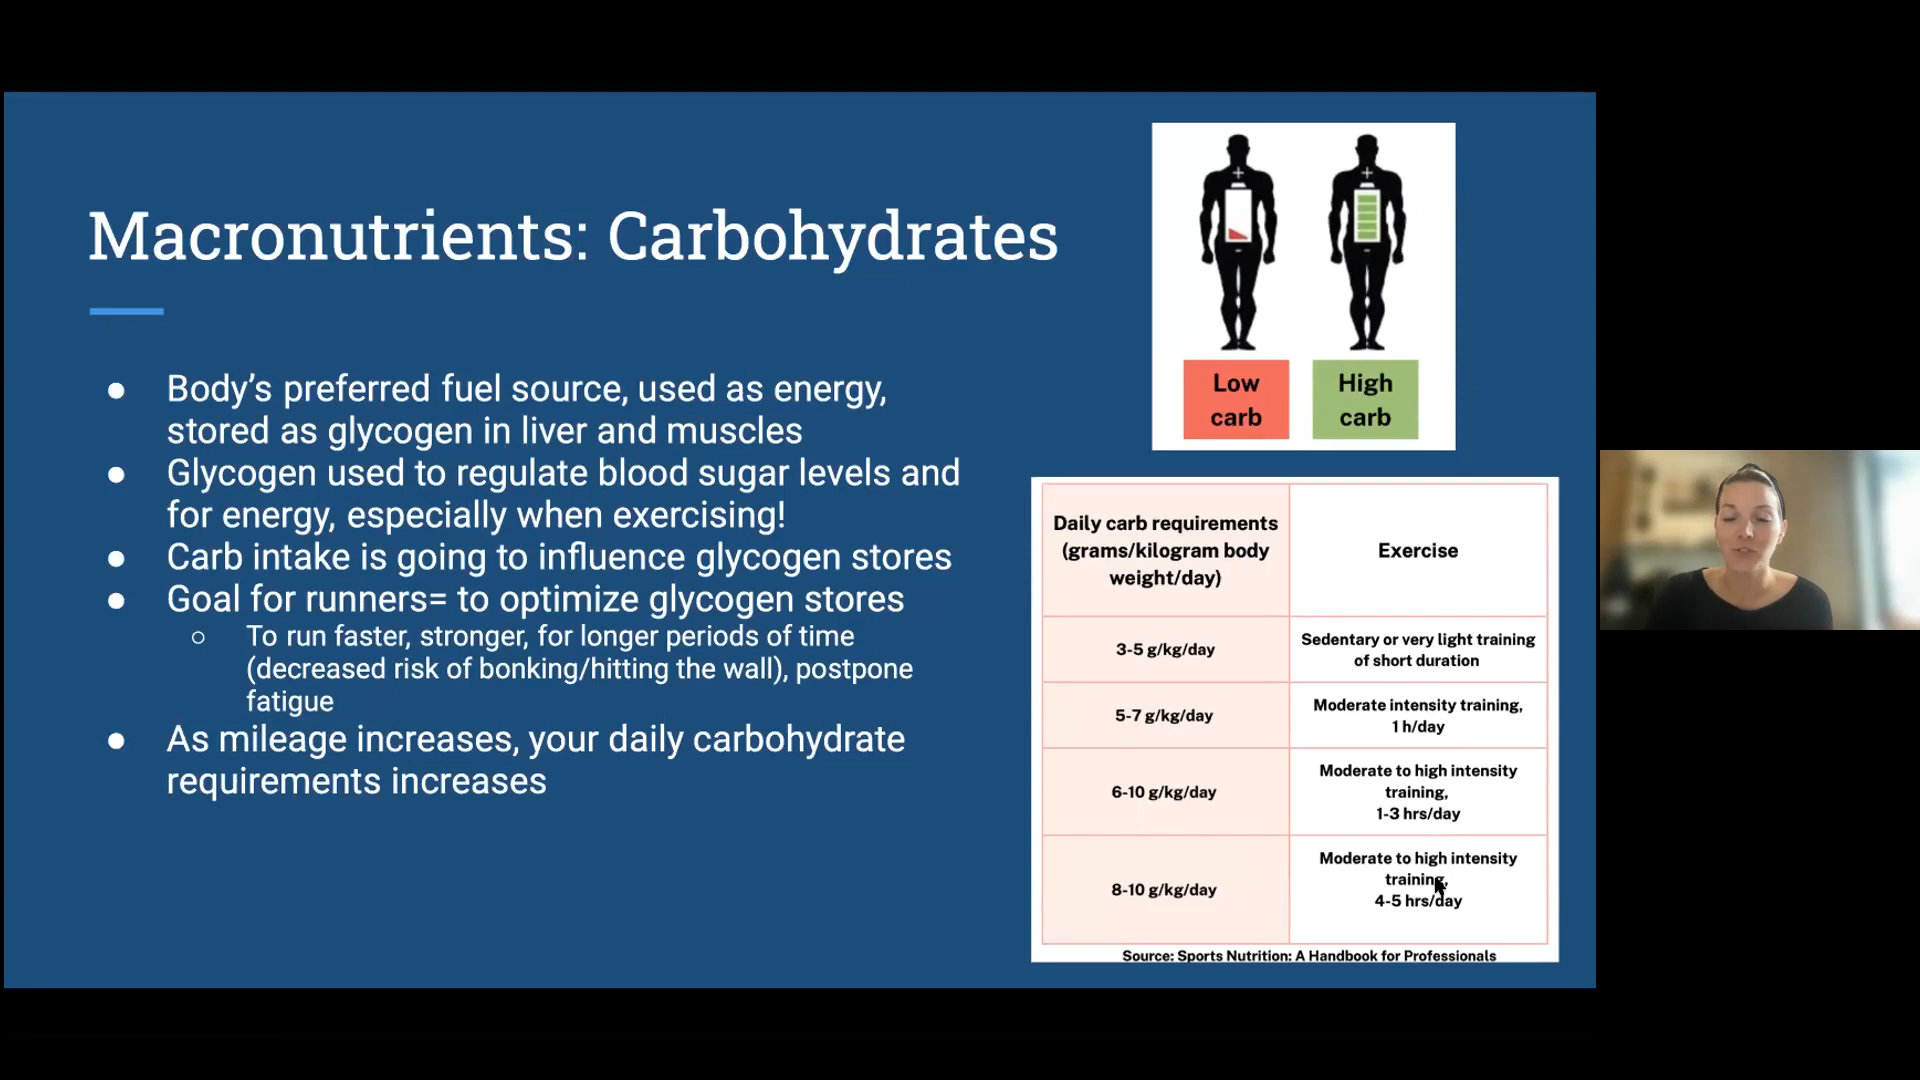 Macronutrients: Carbohydrates
● Body’s preferred fuel source, used as energy,
stored as glycogen in liver and muscles
● Glycogen used to regulate blood sugar levels and
for energy, especially when exercising!
● Carb intake is going to influence glycogen stores
● Goal for runners= to optimize glycogen stores
○ To run faster, stronger, for longer periods of time
(decreased risk of bonking/hitting the wall), postpone
fatigue
● As mileage increases, your daily carbohydrate
requirements increases
+ +
- -
Low
carb
High
carb
Daily carb requirements
(grams/kilogram body
weight/day)
Exercise
3-5 g/kg/day
Sedentary or very light training
of short duration
5-7 g/kg/day
Moderate intensity training,
1 h/day
6-10 g/kg/day
Moderate to high intensity
training,
1-3 hrs/day
8-10 g/kg/day
Moderate to high intensity
training,
4-5 hrs/day
Source: Sports Nutrition: A Handbook for Professionals